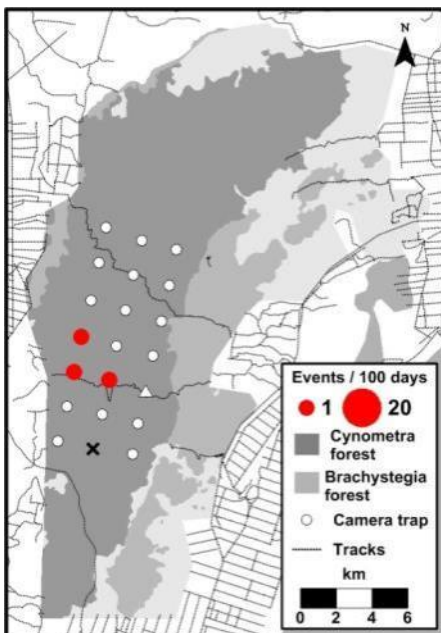 N
Events / 100 days
1 20
Cynometra
forest
Brachystegia
forest
Camera trap
Tracks
km
0 2 4 6